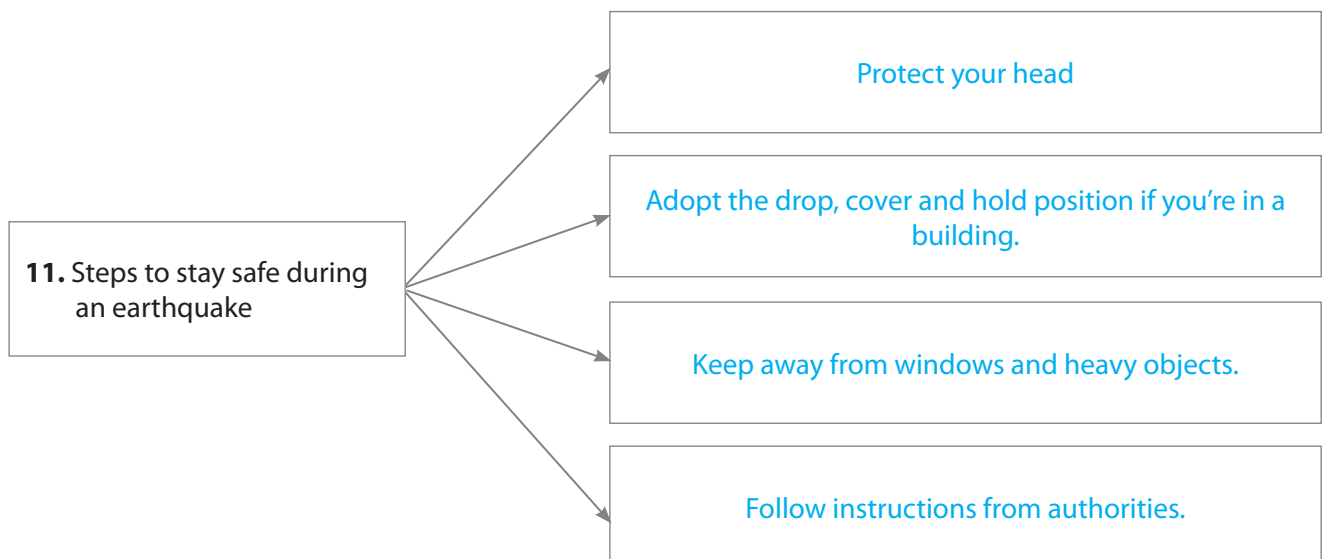 Protect your head
Adopt the drop, cover and hold position if you’re in a
building.
11. Steps to stay safe during
an earthquake
Keep away from windows and heavy objects.
Follow instructions from authorities.